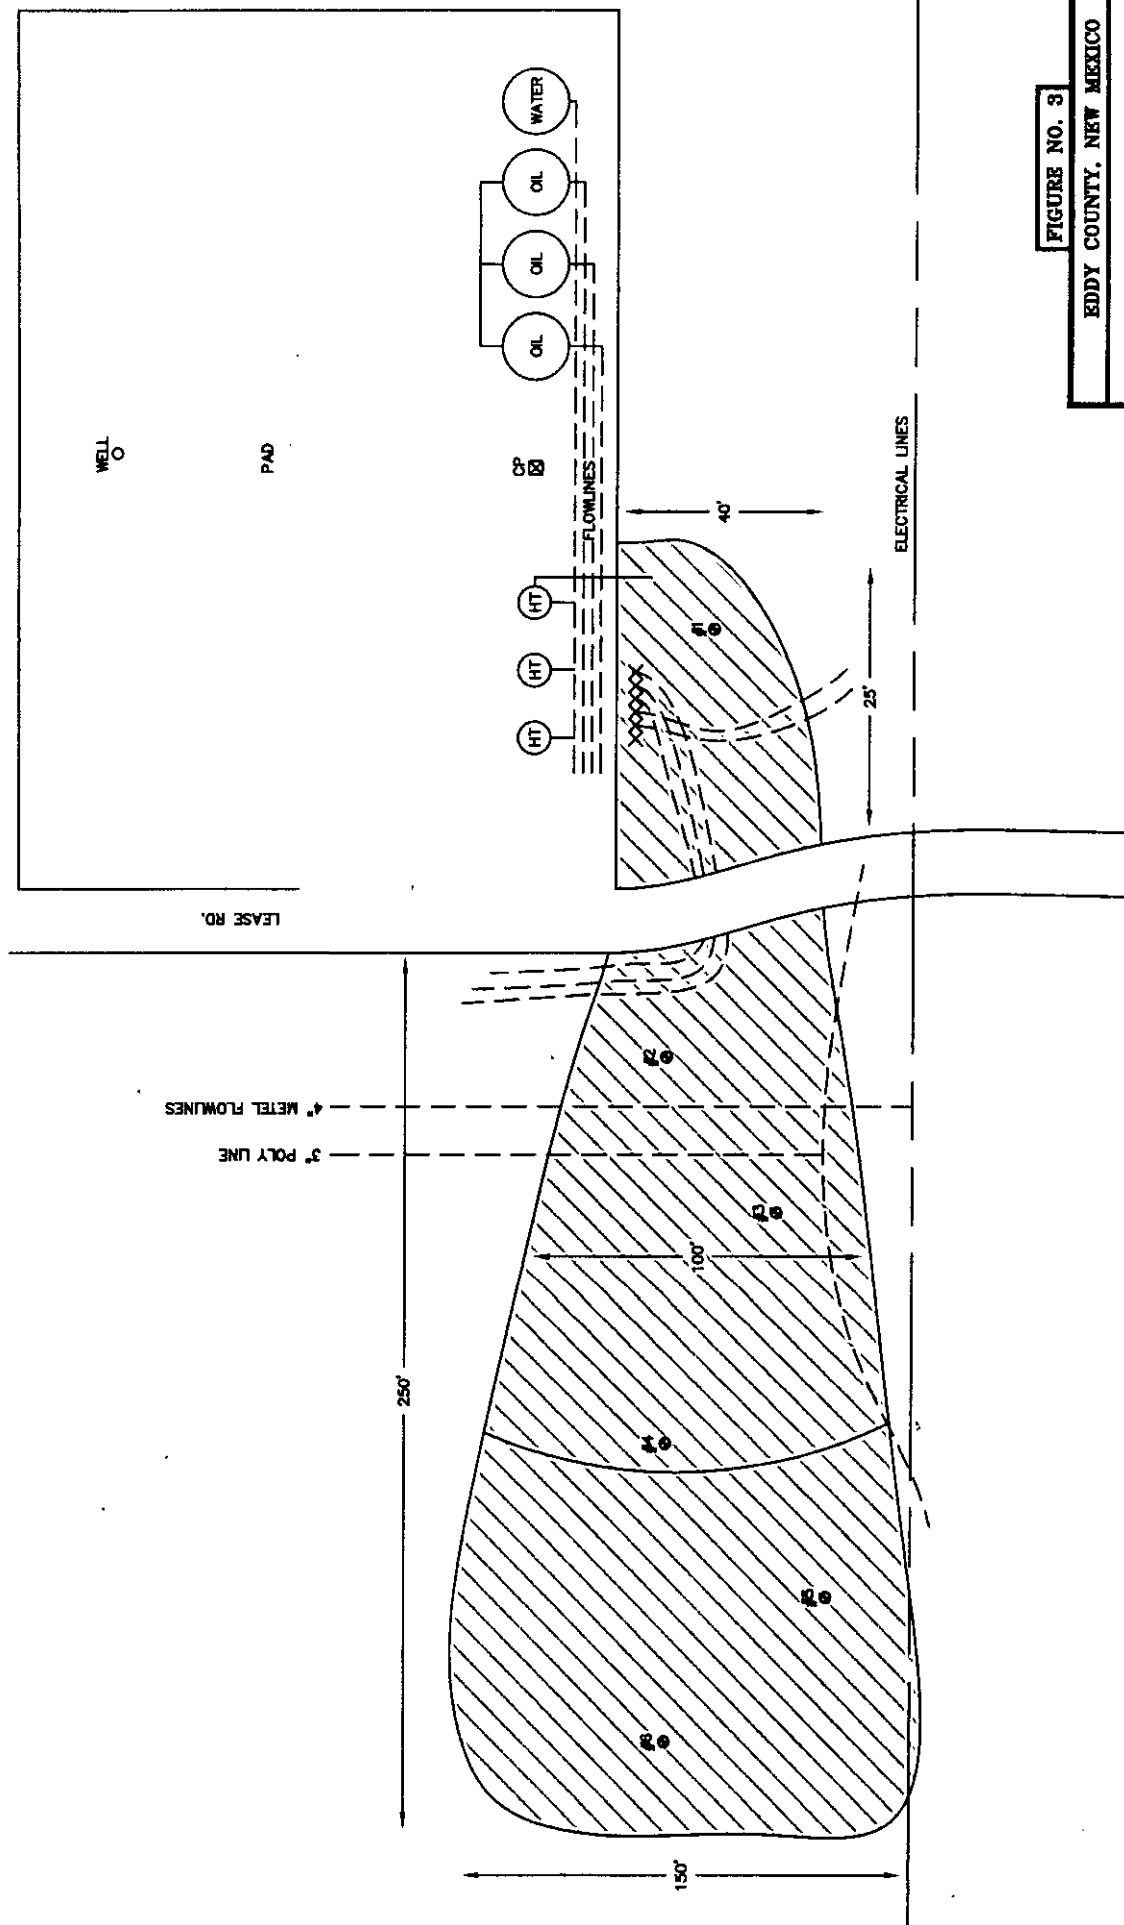 WELL
PAD
WATER
OIL
OIL
OIL
CP
FLOWLINES
HT
HT
HT
LEASE RD.
40'
#1
25'
ELECTRICAL LINES
4" METEL FLOWLINES
3" POLY LINE
250'
#2
#3
100'
#4
#5
#6
150'
FIGURE NO. 3
EDDY COUNTY, NEW MEXICO